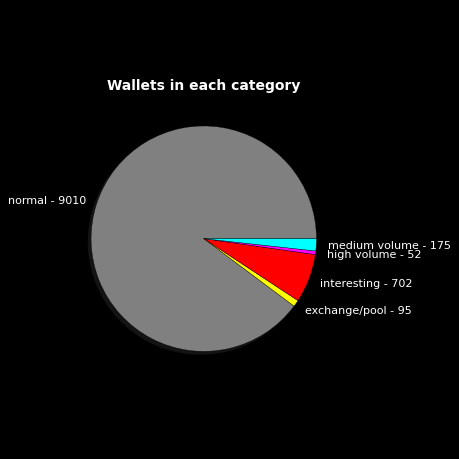 Wallets in each category
normal - 9010
medium volume - 175
high volume - 52
interesting - 702
exchange/pool - 95